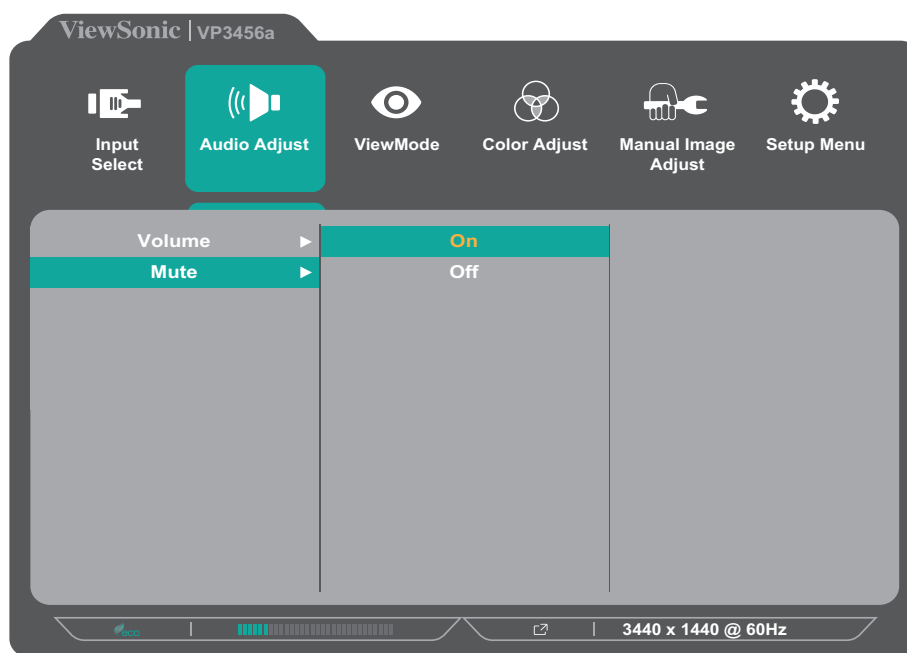 ViewSonic | VP3456a
Input Select
Audio Adjust
ViewMode
Color Adjust
Manual Image Adjust
Setup Menu
Volume
On
Mute
Off
eco
3440 x 1440 @ 60Hz